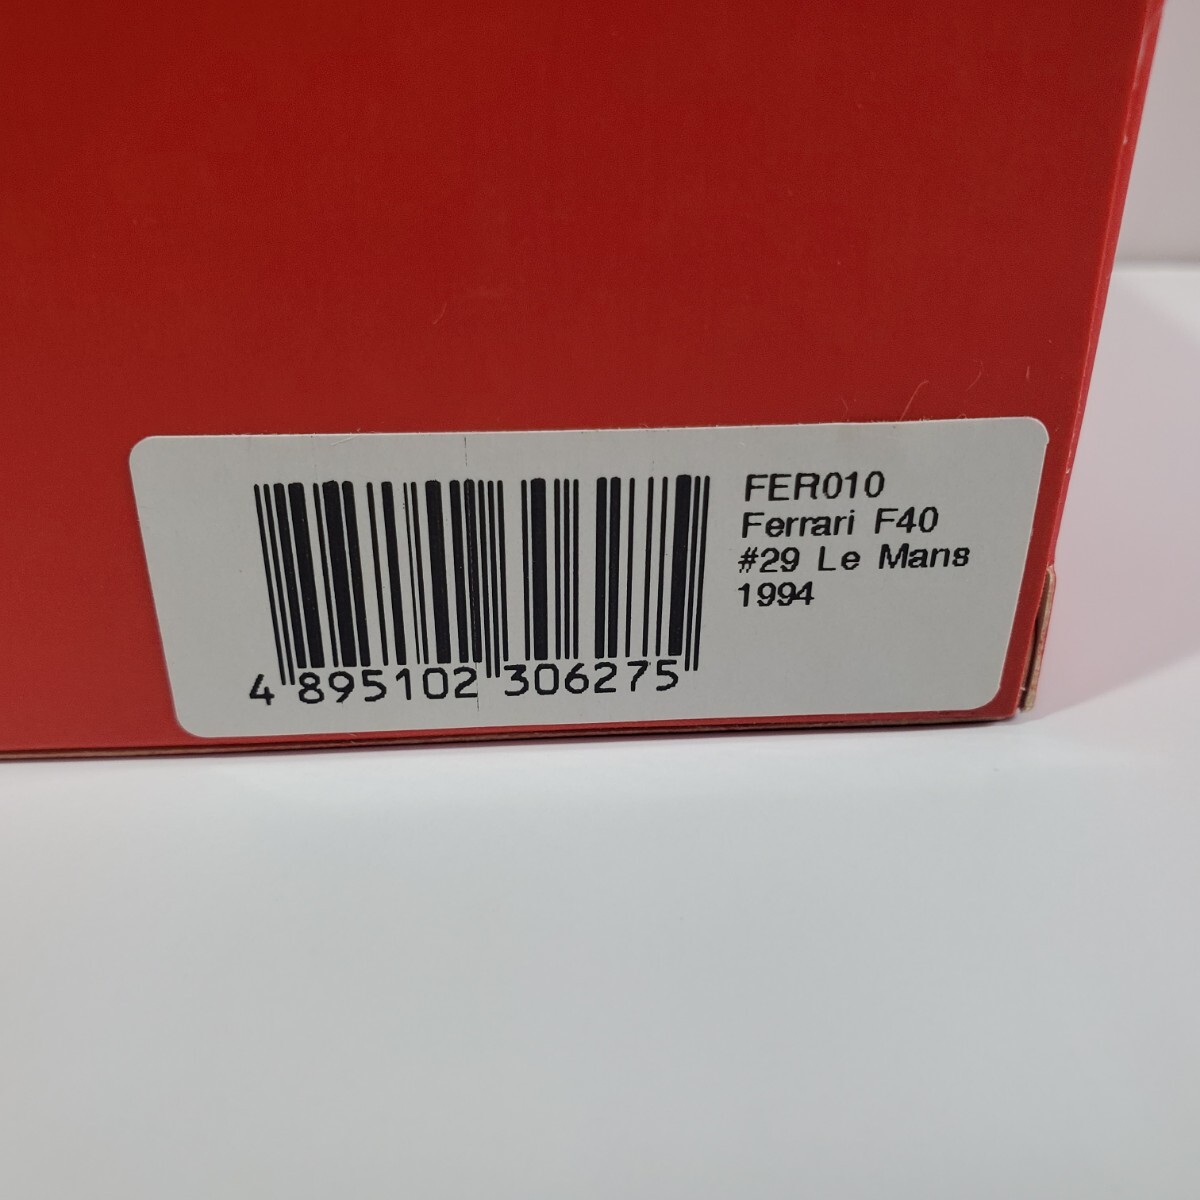 FER010
Ferrari F40
#29 Le Mans
1994
4 895102 306275